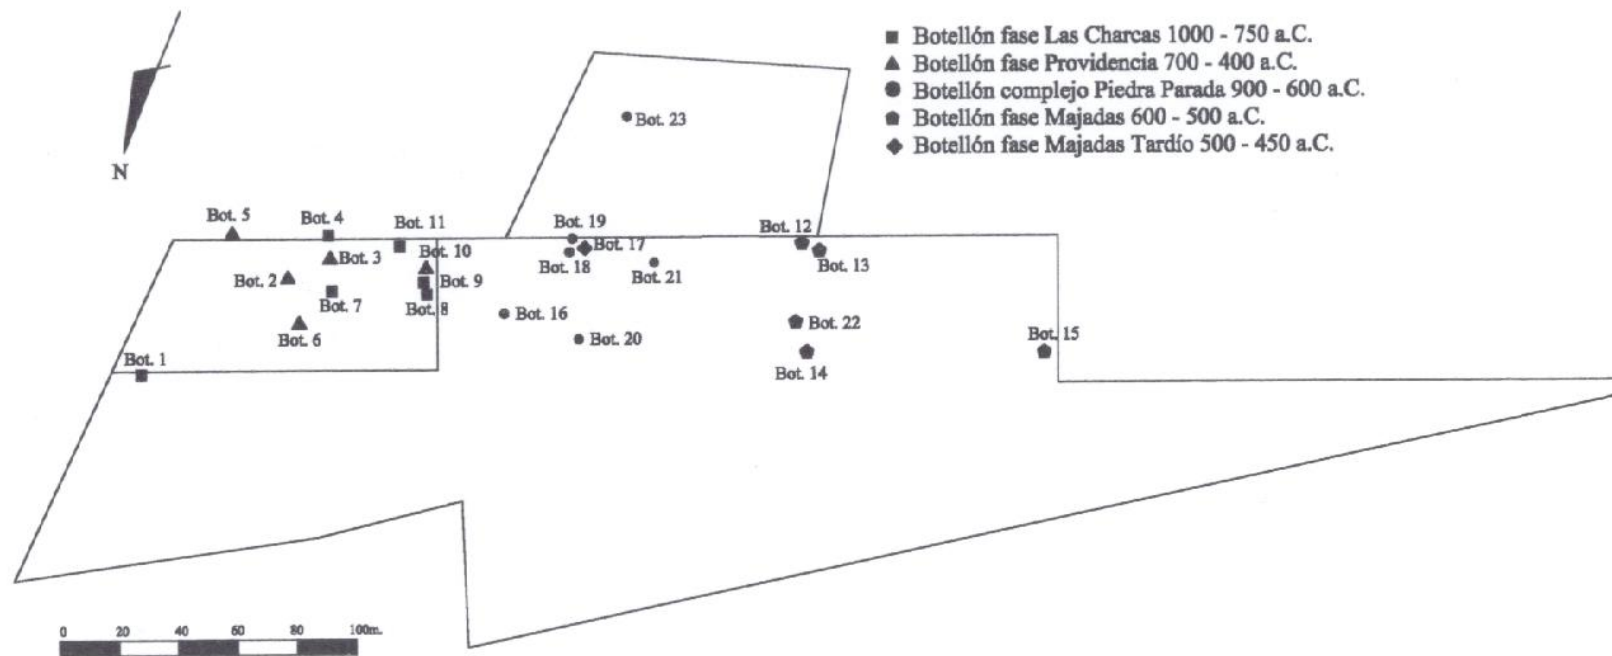 Botellón fase Las Charcas 1000 - 750 a.C.
Botellón fase Providencia 700 - 400 a.C.
Botellón complejo Piedra Parada 900 - 600 a.C.
Botellón fase Majadas 600 - 500 a.C.
Botellón fase Majadas Tardío 500 - 450 a.C.
N
Bot. 23
Bot. 5
Bot. 4
Bot. 11
Bot. 19
Bot. 12
Bot. 10
Bot. 17
Bot. 3
Bot. 18
Bot. 21
Bot. 13
Bot. 2
Bot. 9
Bot. 7
Bot. 8
Bot. 16
Bot. 22
Bot. 6
Bot. 20
Bot. 15
Bot. 1
Bot. 14
0 20 40 60 80 100m.